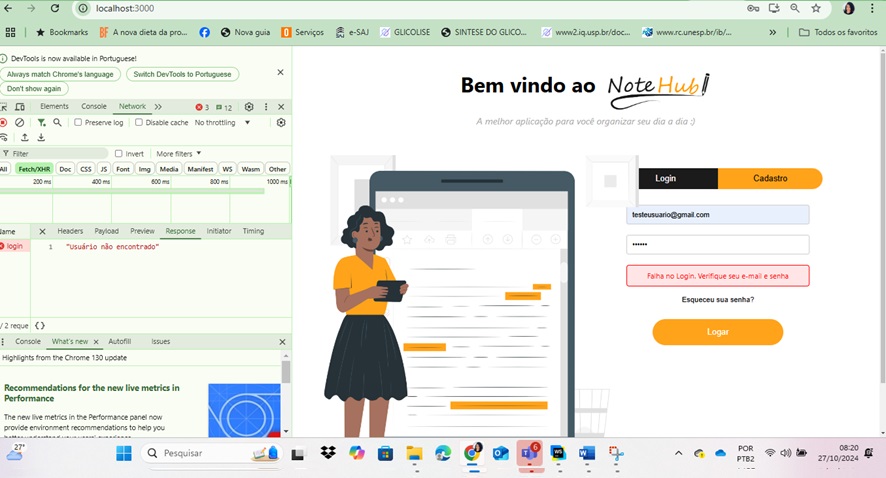 localhost:3000
Bookmarks
A nova dieta da pro...
Nova guia
Serviços
e-SAJ
GLICOLISE
SINTESE DO GLICO...
www2.iq.usp.br/doc...
www.rc.unesp.br/ib/...
»
Todos os favoritos
DevTools is now available in Portuguese!
Always match Chrome's language
Switch DevTools to Portuguese
Don't show again
Elements
Console
Network
»
3
12
Preserve log
Disable cache
No throttling
Filter
Invert
More filters
All
Fetch/XHR
Doc
CSS
JS
Font
Img
Media
Manifest
WS
Wasm
Other
200 ms
400 ms
600 ms
800 ms
1000 ms
Name
Headers
Payload
Preview
Response
Initiator
Timing
login
1 "Usuário não encontrado"
/ 2 reque
{}
Console
What's new
Autofill
Issues
Highlights from the Chrome 130 update
Recommendations for the new live metrics in
Performance
The new live metrics in the Performance panel now
provide environment recommendations to help you
Bem vindo ao NoteHub
A melhor aplicação para você organizar seu dia a dia :)
Login
Cadastro
testeusuario@gmail.com
••••••
Falha no Login. Verifique seu e-mail e senha
Esqueceu sua senha?
Logar
27°
Pesquisar
6
POR
PTB2
08:20
27/10/2024